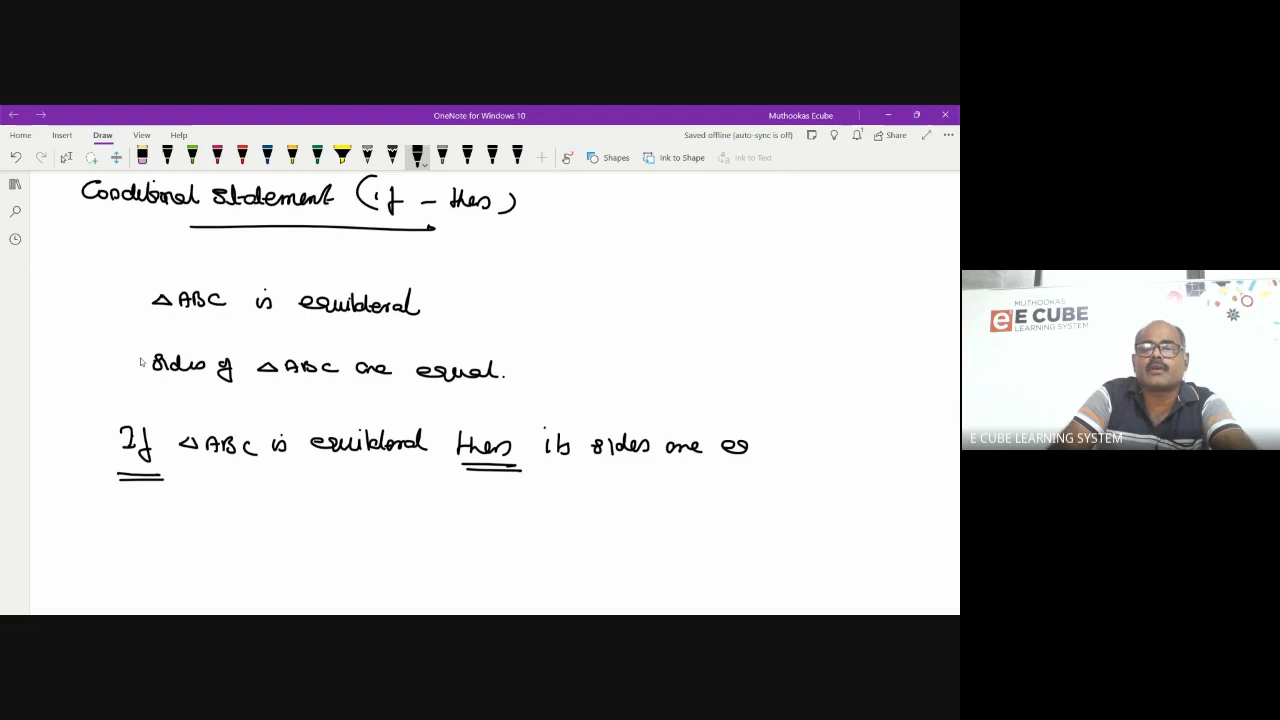 OneNote for Windows 10
Muthookas Ecube
Home Insert Draw View Help
Saved offline (auto-sync is off)
Share
Shapes
Ink to Shape
Ink to Text
Conditional statement (if - then)
△ABC is equilateral
sides of △ABC are equal.
If △ABC is equilateral then its sides are eq
MUTHOOKAS
e E CUBE
LEARNING SYSTEM
E CUBE LEARNING SYSTEM